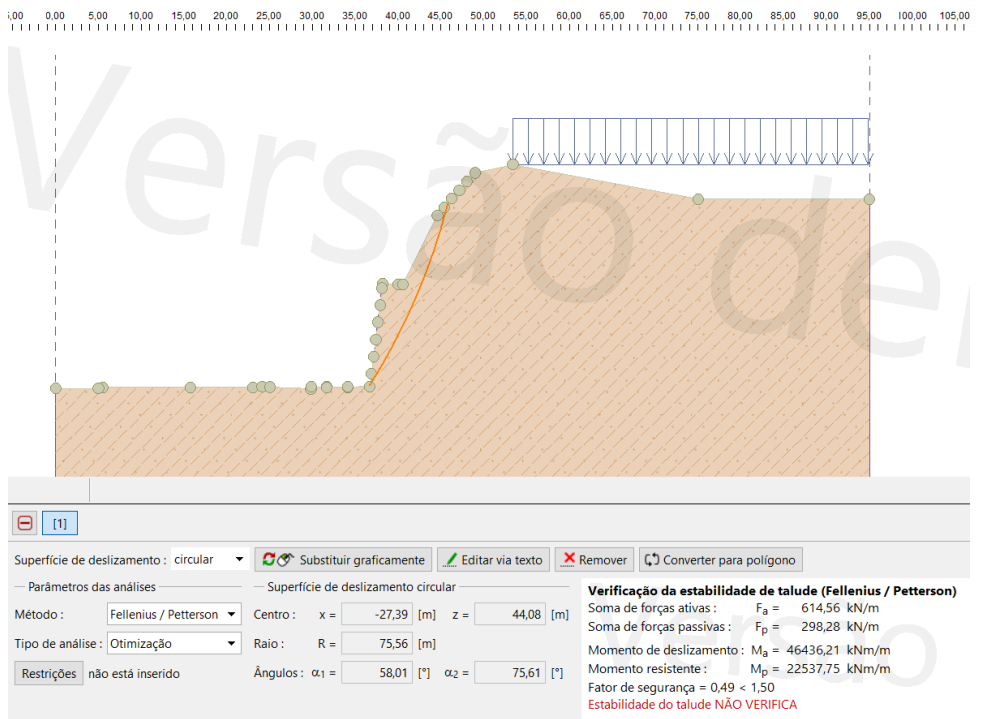 5,00 0,00 5,00 10,00 15,00 20,00 25,00 30,00 35,00 40,00 45,00 50,00 55,00 60,00 65,00 70,00 75,00 80,00 85,00 90,00 95,00 100,00 105,00
Versão de
[1]
Superfície de deslizamento : circular Substituir graficamente Editar via texto Remover Converter para polígono
Parâmetros das análises
Método : Fellenius / Petterson
Tipo de análise : Otimização
Restrições não está inserido
Superfície de deslizamento circular
Centro : x = -27,39 [m] z = 44,08 [m]
Raio : R = 75,56 [m]
Ângulos : α1 = 58,01 [°] α2 = 75,61 [°]
Versão
Verificação da estabilidade de talude (Fellenius / Petterson)
Soma de forças ativas : Fa = 614,56 kN/m
Soma de forças passivas : Fp = 298,28 kN/m
Momento de deslizamento : Ma = 46436,21 kNm/m
Momento resistente : Mp = 22537,75 kNm/m
Fator de segurança = 0,49 < 1,50
Estabilidade do talude NÃO VERIFICA